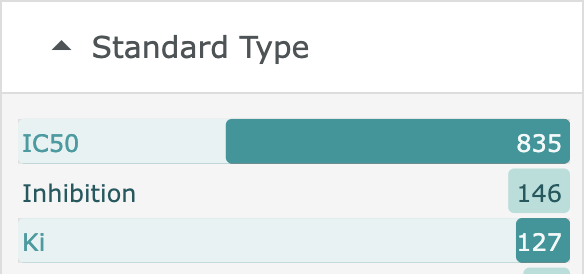 Standard Type
IC50 835
Inhibition 146
Ki 127